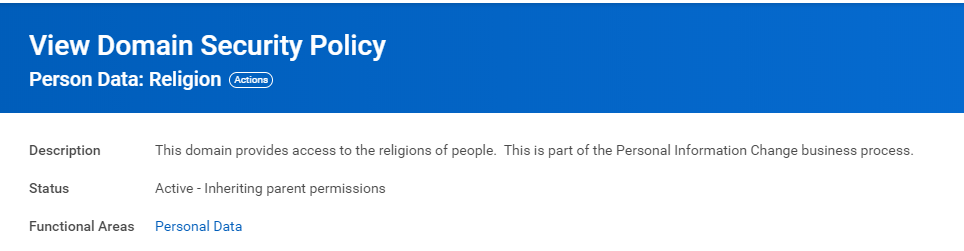 View Domain Security Policy
Person Data: Religion Actions
Description This domain provides access to the religions of people.  This is part of the Personal Information Change business process.
Status Active - Inheriting parent permissions
Functional Areas Personal Data